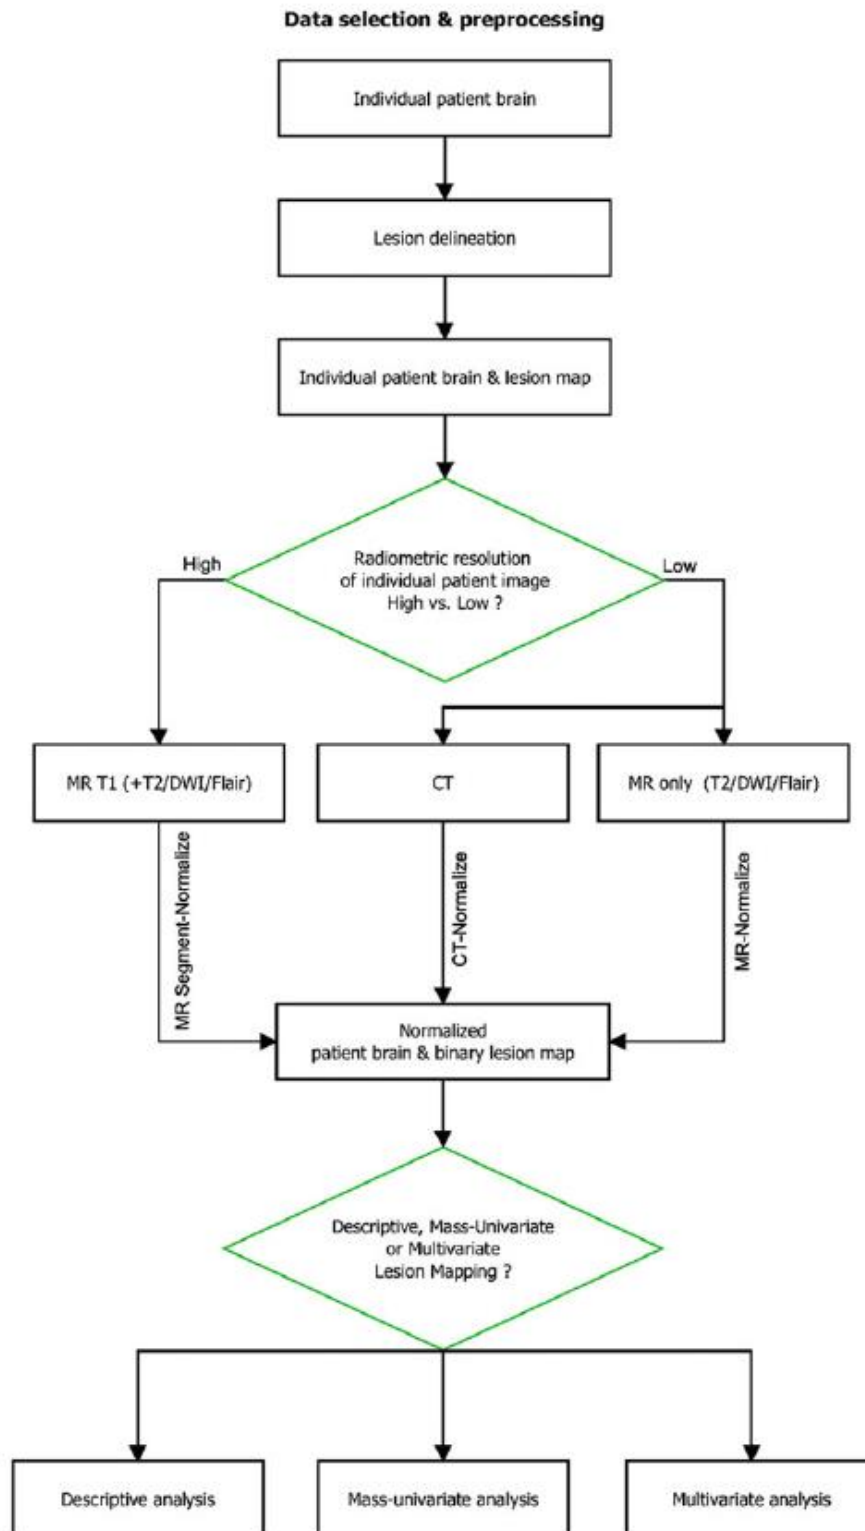 Data selection & preprocessing
Individual patient brain
Lesion delineation
Individual patient brain & lesion map
Radiometric resolution
of individual patient image
High vs. Low ?
High
Low
MR T1 (+T2/DWI/Flair)
CT
MR only (T2/DWI/Flair)
MR Segment-Normalize
CT-Normalize
MR-Normalize
Normalized
patient brain & binary lesion map
Descriptive, Mass-Univariate
or Multivariate
Lesion Mapping ?
Descriptive analysis
Mass-univariate analysis
Multivariate analysis